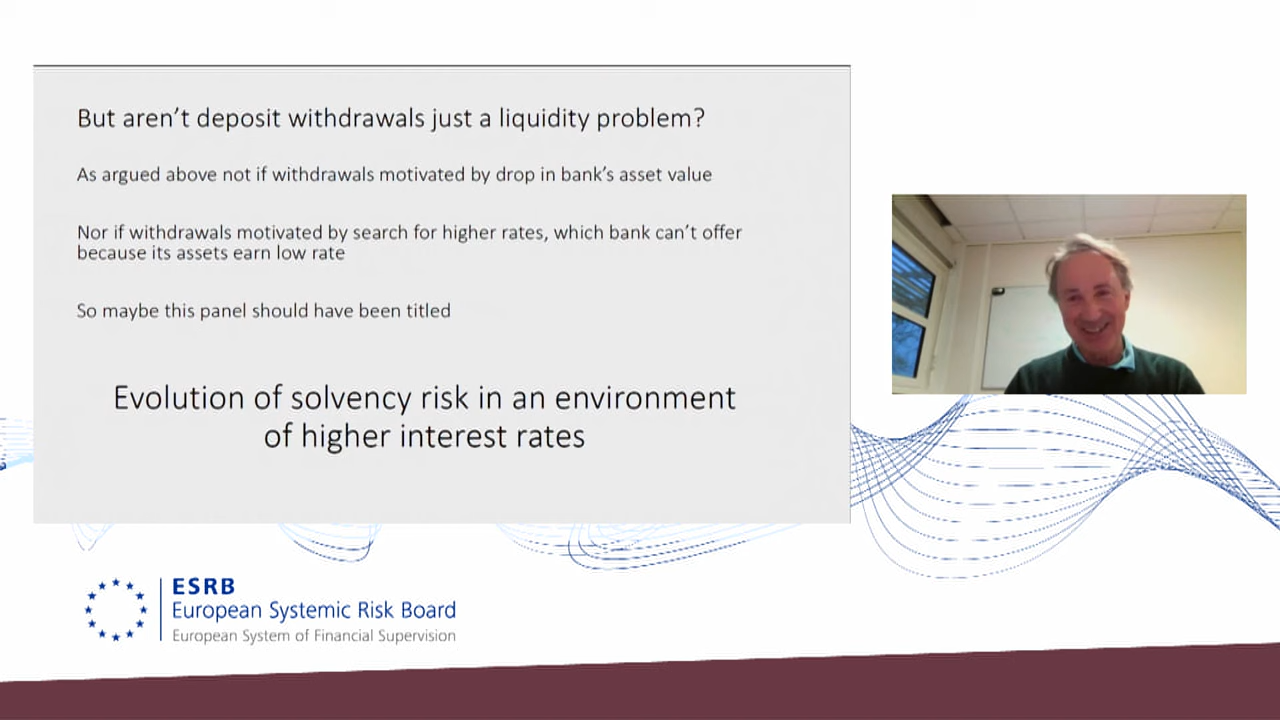 But aren't deposit withdrawals just a liquidity problem?
As argued above not if withdrawals motivated by drop in bank's asset value
Nor if withdrawals motivated by search for higher rates, which bank can't offer
because its assets earn low rate
So maybe this panel should have been titled
Evolution of solvency risk in an environment
of higher interest rates
ESRB
European Systemic Risk Board
European System of Financial Supervision